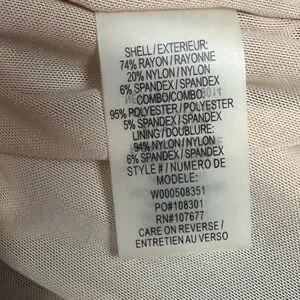 SHELL/EXTERIEUR:
74% RAYON/RAYONNE
20% NYLON/NYLON
6% SPANDEX/SPANDEX
COMBO/COMBO:
95% POLYESTER/POLYESTER
5% SPANDEX/SPANDEX
LINING/DOUBLURE:
94% NYLON/NYLON
6% SPANDEX/SPANDEX
STYLE # / NUMERO DE
MODELE:
W000508351
PO#108301
RN#107677
CARE ON REVERSE /
ENTRETIEN AU VERSO